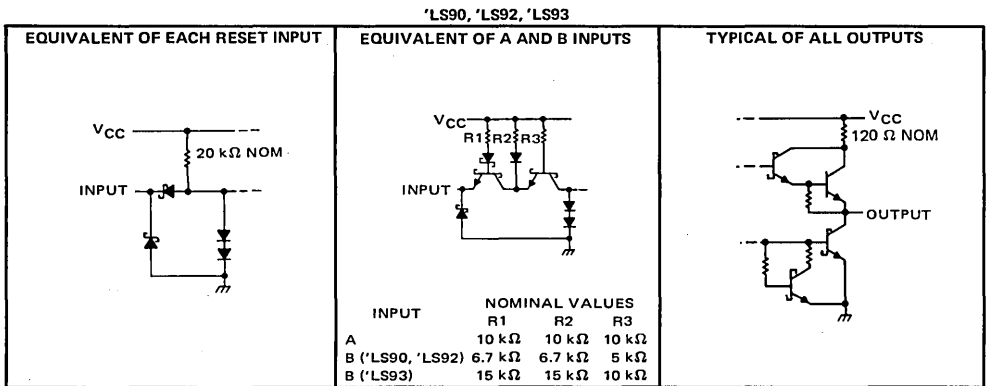 'LS90, 'LS92, 'LS93
EQUIVALENT OF EACH RESET INPUT
VCC
20 kΩ NOM
INPUT
EQUIVALENT OF A AND B INPUTS
VCC
R1 R2 R3
INPUT
INPUT
NOMINAL VALUES
R1 R2 R3
A 10 kΩ 10 kΩ 10 kΩ
B ('LS90, 'LS92) 6.7 kΩ 6.7 kΩ 5 kΩ
B ('LS93) 15 kΩ 15 kΩ 10 kΩ
TYPICAL OF ALL OUTPUTS
VCC
120 Ω NOM
OUTPUT